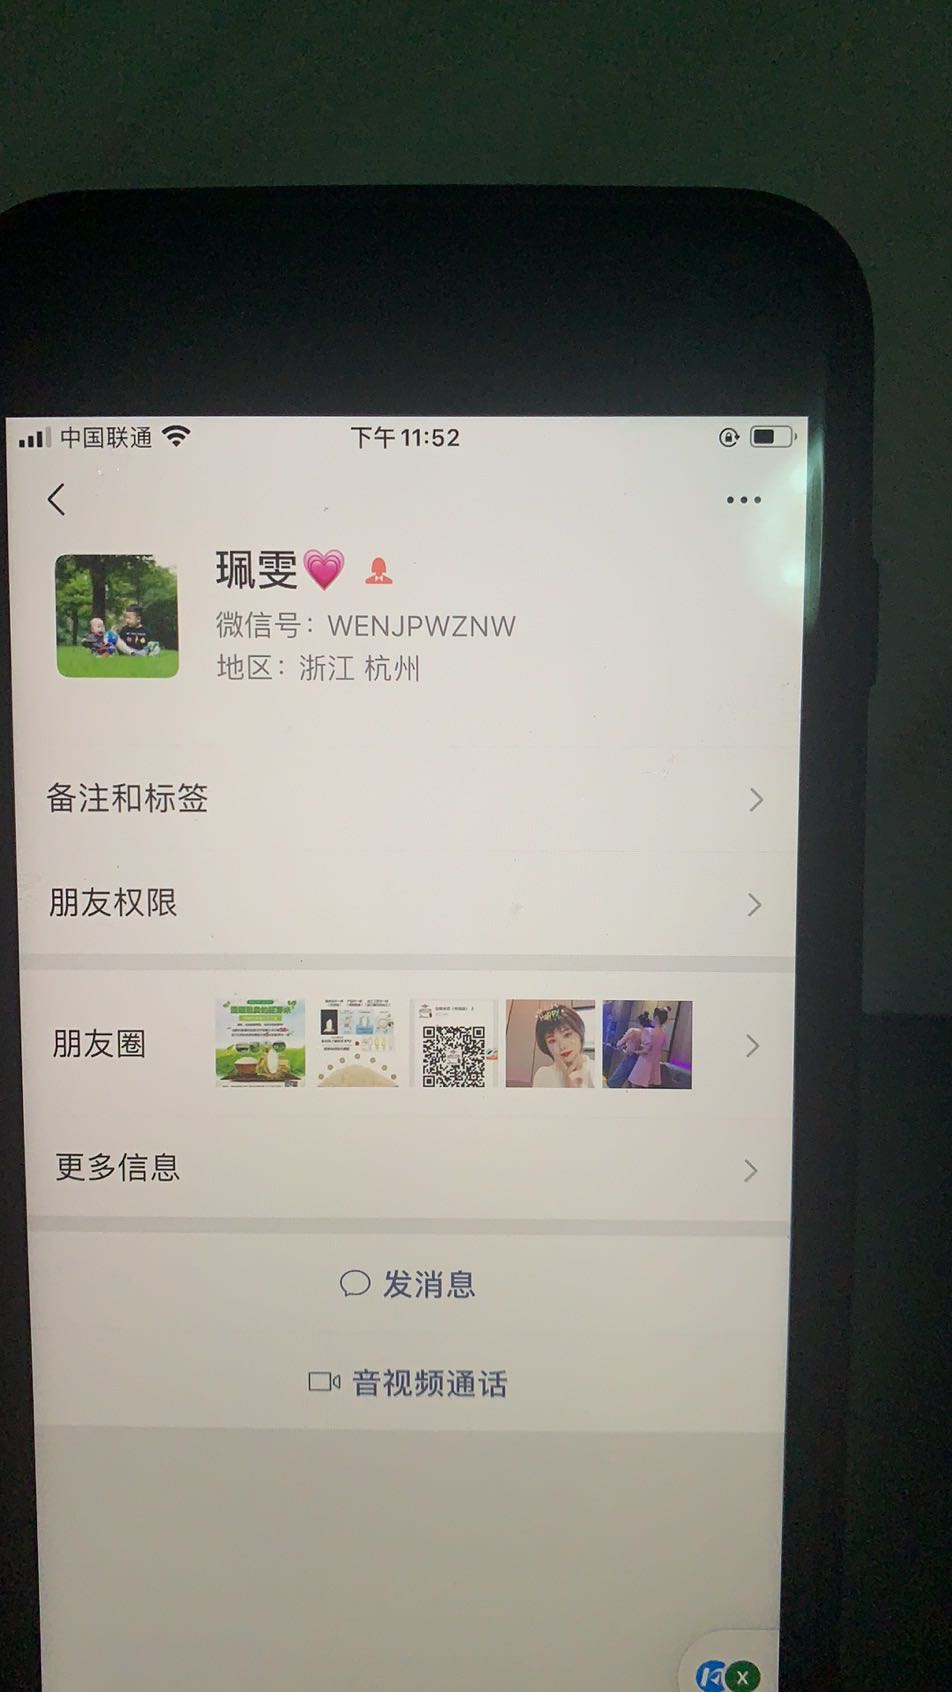 中国联通
下午11:52
珮雯💗
微信号：WENJPWZNW
地区：浙江 杭州
备注和标签
朋友权限
朋友圈
更多信息
发消息
音视频通话
X